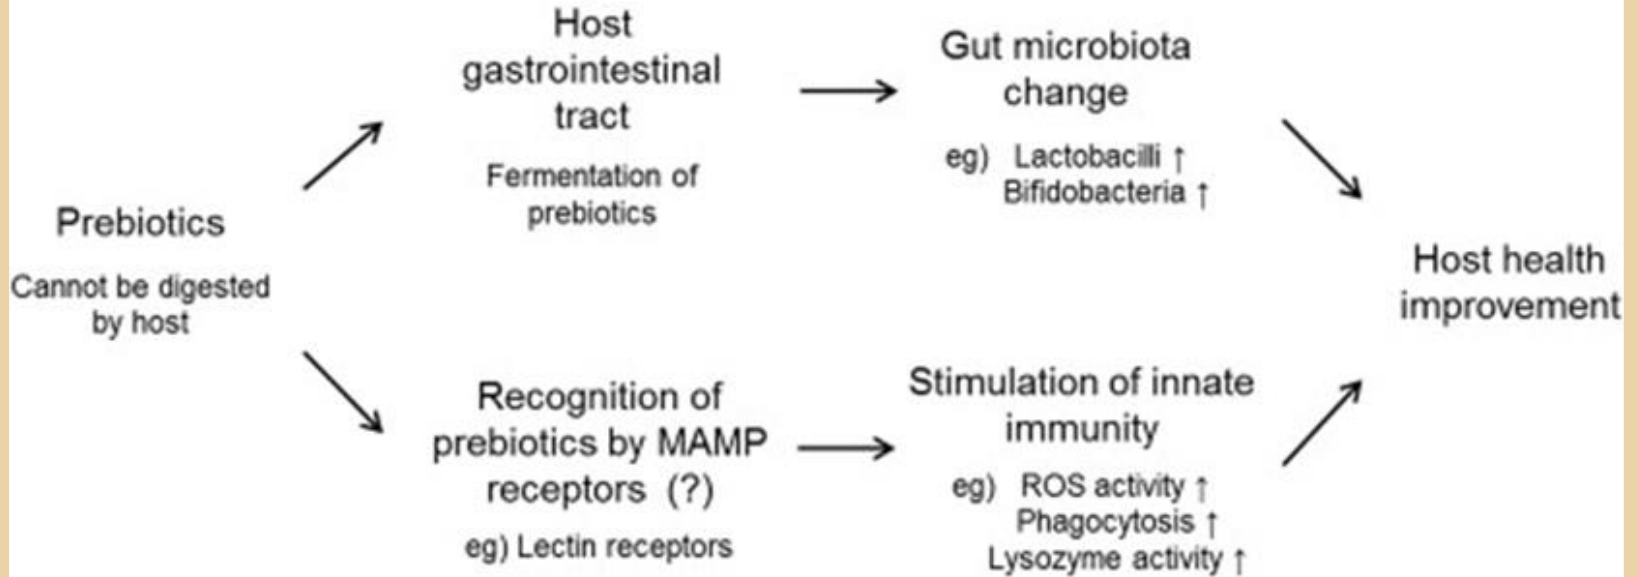 Host
gastrointestinal
tract
Fermentation of
prebiotics
Gut microbiota
change
eg) Lactobacilli ↑
Bifidobacteria ↑
Prebiotics
Cannot be digested
by host
Host health
improvement
Recognition of
prebiotics by MAMP
receptors (?)
eg) Lectin receptors
Stimulation of innate
immunity
eg) ROS activity ↑
Phagocytosis ↑
Lysozyme activity ↑